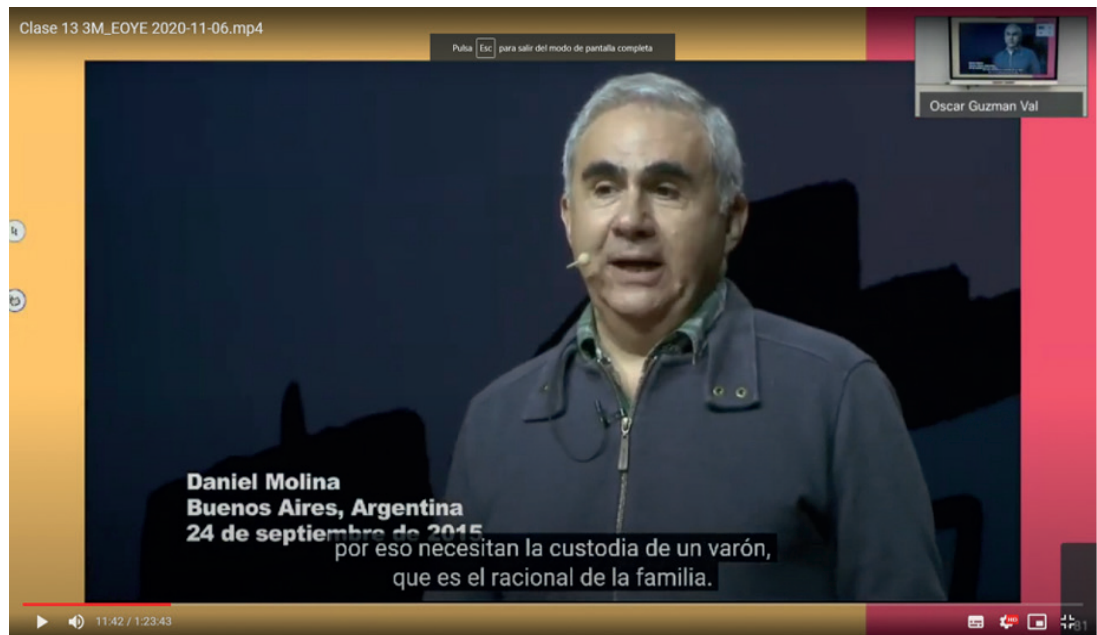 Clase 13 3M_EOYE 2020-11-06.mp4
Pulsa Esc para salir del modo de pantalla completa
Oscar Guzman Val
Daniel Molina
Buenos Aires, Argentina
24 de septiembre de 2015
por eso necesitan la custodia de un varón,
que es el racional de la familia.
11:42 / 1:23:43
HD
81